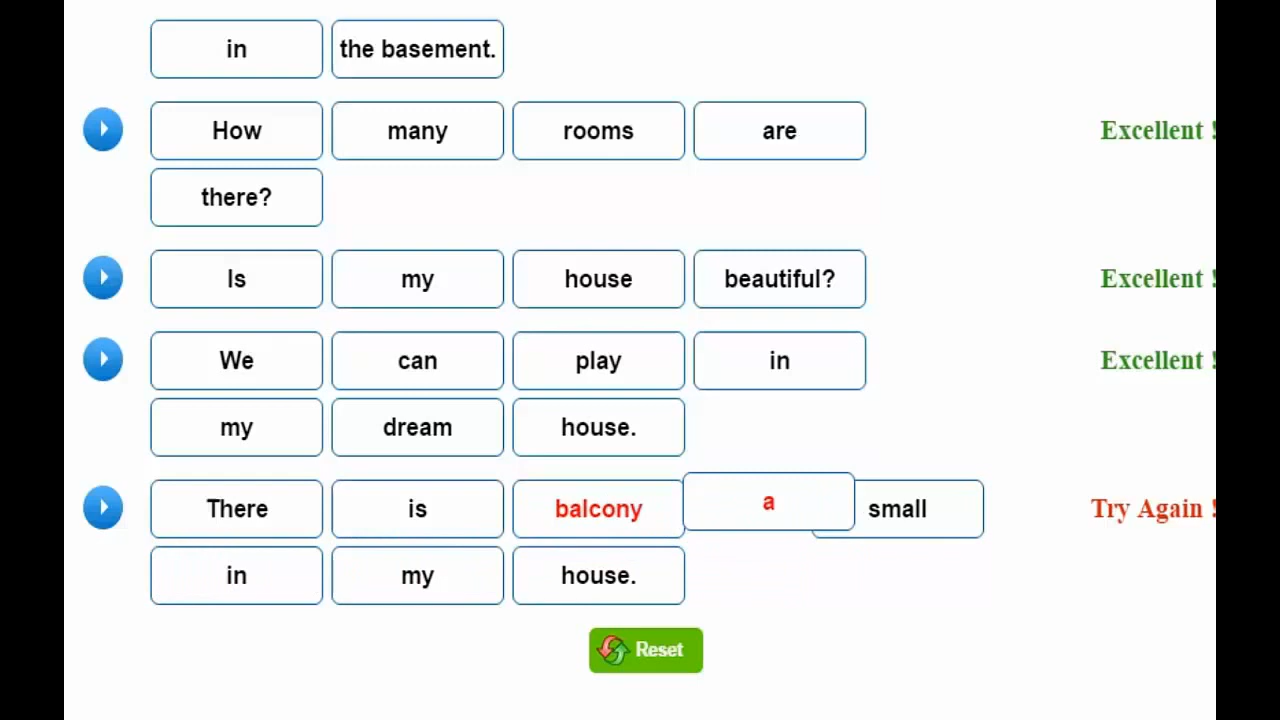 in the basement.
How many rooms are Excellent !
there?
Is my house beautiful? Excellent !
We can play in Excellent !
my dream house.
There is balcony a small Try Again !
in my house.
Reset